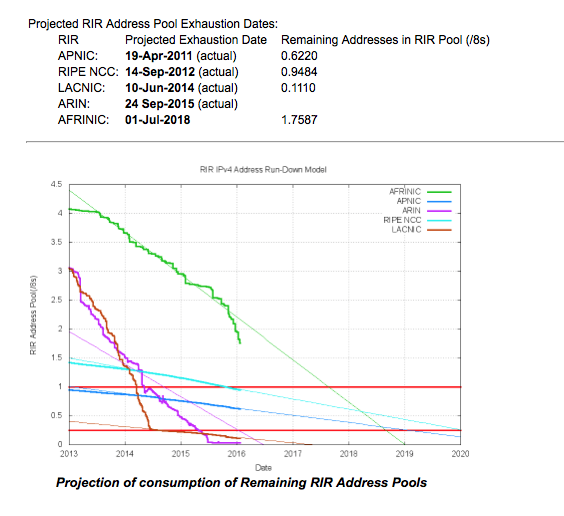 Projected RIR Address Pool Exhaustion Dates:
RIR Projected Exhaustion Date Remaining Addresses in RIR Pool (/8s)
APNIC: 19-Apr-2011 (actual) 0.6220
RIPE NCC: 14-Sep-2012 (actual) 0.9484
LACNIC: 10-Jun-2014 (actual) 0.1110
ARIN: 24 Sep-2015 (actual)
AFRINIC: 01-Jul-2018 1.7587
RIR IPv4 Address Run-Down Model
AFRINIC
APNIC
ARIN
RIPE NCC
LACNIC
RIR Address Pool(/8s)
4.5
4
3.5
3
2.5
2
1.5
1
0.5
0
2013 2014 2015 2016 2017 2018 2019 2020
Date
Projection of consumption of Remaining RIR Address Pools